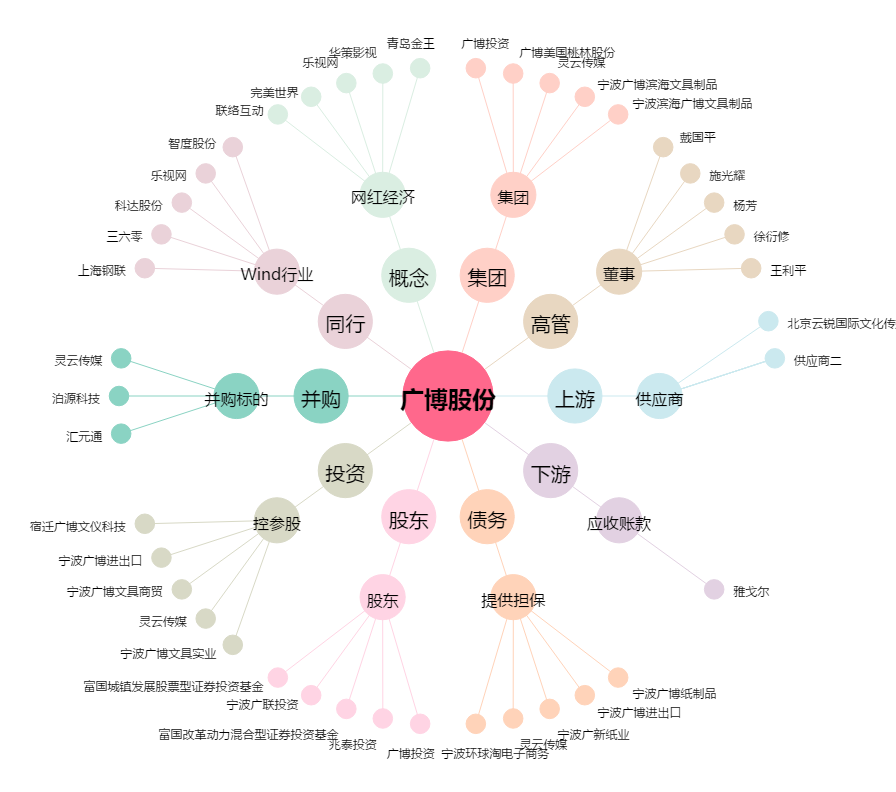 青岛金王
华策影视
乐视网
完美世界
联络互动
网红经济
概念
广博投资
广博美国桃林股份
灵云传媒
宁波广博滨海文具制品
宁波滨海广博文具制品
集团
集团
戴国平
施光耀
杨芳
徐衍修
王利平
董事
高管
智度股份
乐视网
科达股份
三六零
上海钢联
Wind行业
同行
北京云锐国际文化传
供应商二
供应商
上游
广博股份
灵云传媒
泊源科技
汇元通
并购标的
并购
投资
控参股
宿迁广博文仪科技
宁波广博进出口
宁波广博文具商贸
灵云传媒
宁波广博文具实业
下游
应收账款
雅戈尔
股东
股东
富国城镇发展股票型证券投资基金
宁波广联投资
富国改革动力混合型证券投资基金
兆泰投资
广博投资
债务
提供担保
宁波广博纸制品
宁波广博进出口
宁波广新纸业
灵云传媒
宁波环球淘电子商务